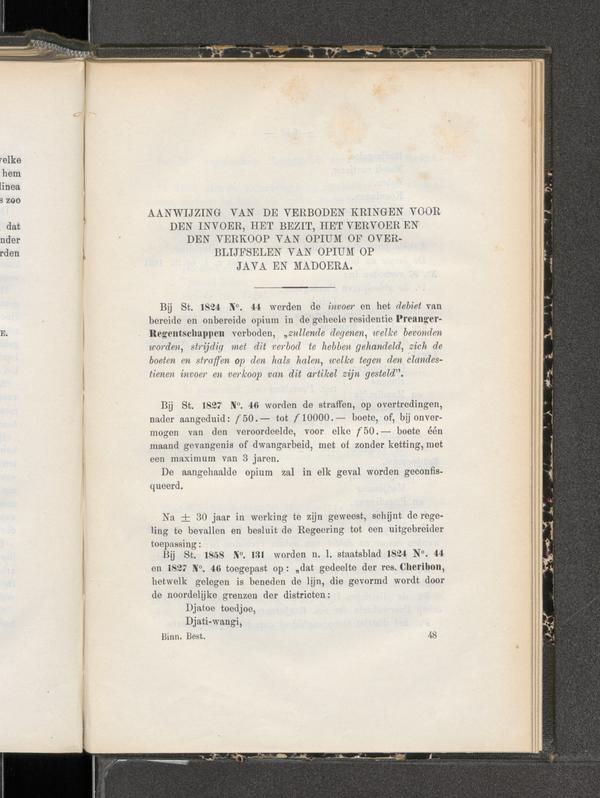 velke
hem
linea
s zoo
dat
nder
rden
E.
AANWIJZING VAN DE VERBODEN KRINGEN VOOR
DEN INVOER, HET BEZIT, HET VERVOER EN
DEN VERKOOP VAN OPIUM OF OVER-
BLIJFSELEN VAN OPIUM OP
JAVA EN MADOERA.
Bij St. 1824 N°. 44 werden de invoer en het debiet van
bereide en onbereide opium in de geheele residentie Preanger-
Regentschappen verboden, „zullende degenen, welke bevonden
worden, strijdig met dit verbod te hebben gehandeld, zich de
boeten en straffen op den hals halen, welke tegen den clandes-
tienen invoer en verkoop van dit artikel zijn gesteld".
Bij St. 1827 N°. 46 worden de straffen, op overtredingen,
nader aangeduid: f 50.— tot f 10000.— boete, of, bij onver-
mogen van den veroordeelde, voor elke f 50.— boete één
maand gevangenis of dwangarbeid, met of zonder ketting, met
een maximum van 3 jaren.
De aangehaalde opium zal in elk geval worden geconfis-
queerd.
Na ± 30 jaar in werking te zijn geweest, schijnt de rege-
ling te bevallen en besluit de Regeering tot een uitgebreider
toepassing:
Bij St. 1858 N°. 131 worden n. l. staatsblad 1824 N°. 44
en 1827 N°. 46 toegepast op: „dat gedeelte der res. Cheribon,
hetwelk gelegen is beneden de lijn, die gevormd wordt door
de noordelijke grenzen der districten:
Djatoe toedjoe,
Djati-wangi,
Binn. Best. 48